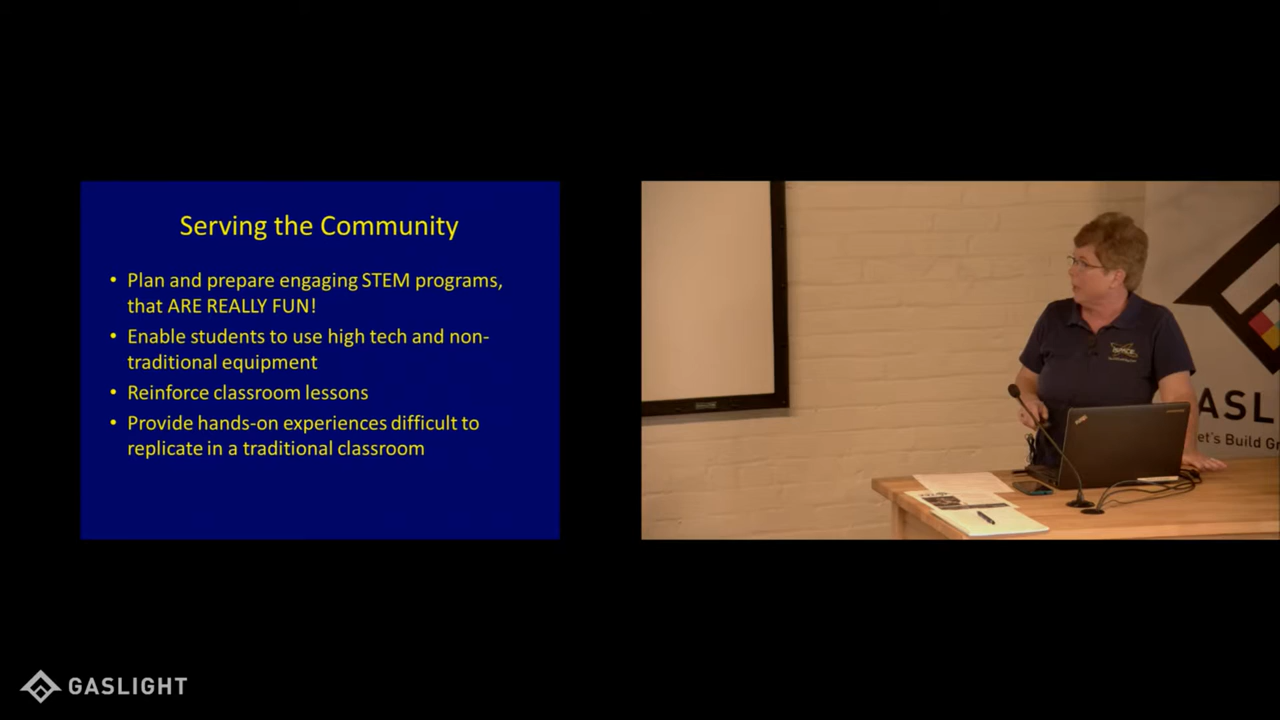 Serving the Community
• Plan and prepare engaging STEM programs,
that ARE REALLY FUN!
• Enable students to use high tech and non-
traditional equipment
• Reinforce classroom lessons
• Provide hands-on experiences difficult to
replicate in a traditional classroom
ASL
et's Build Gr
GASLIGHT